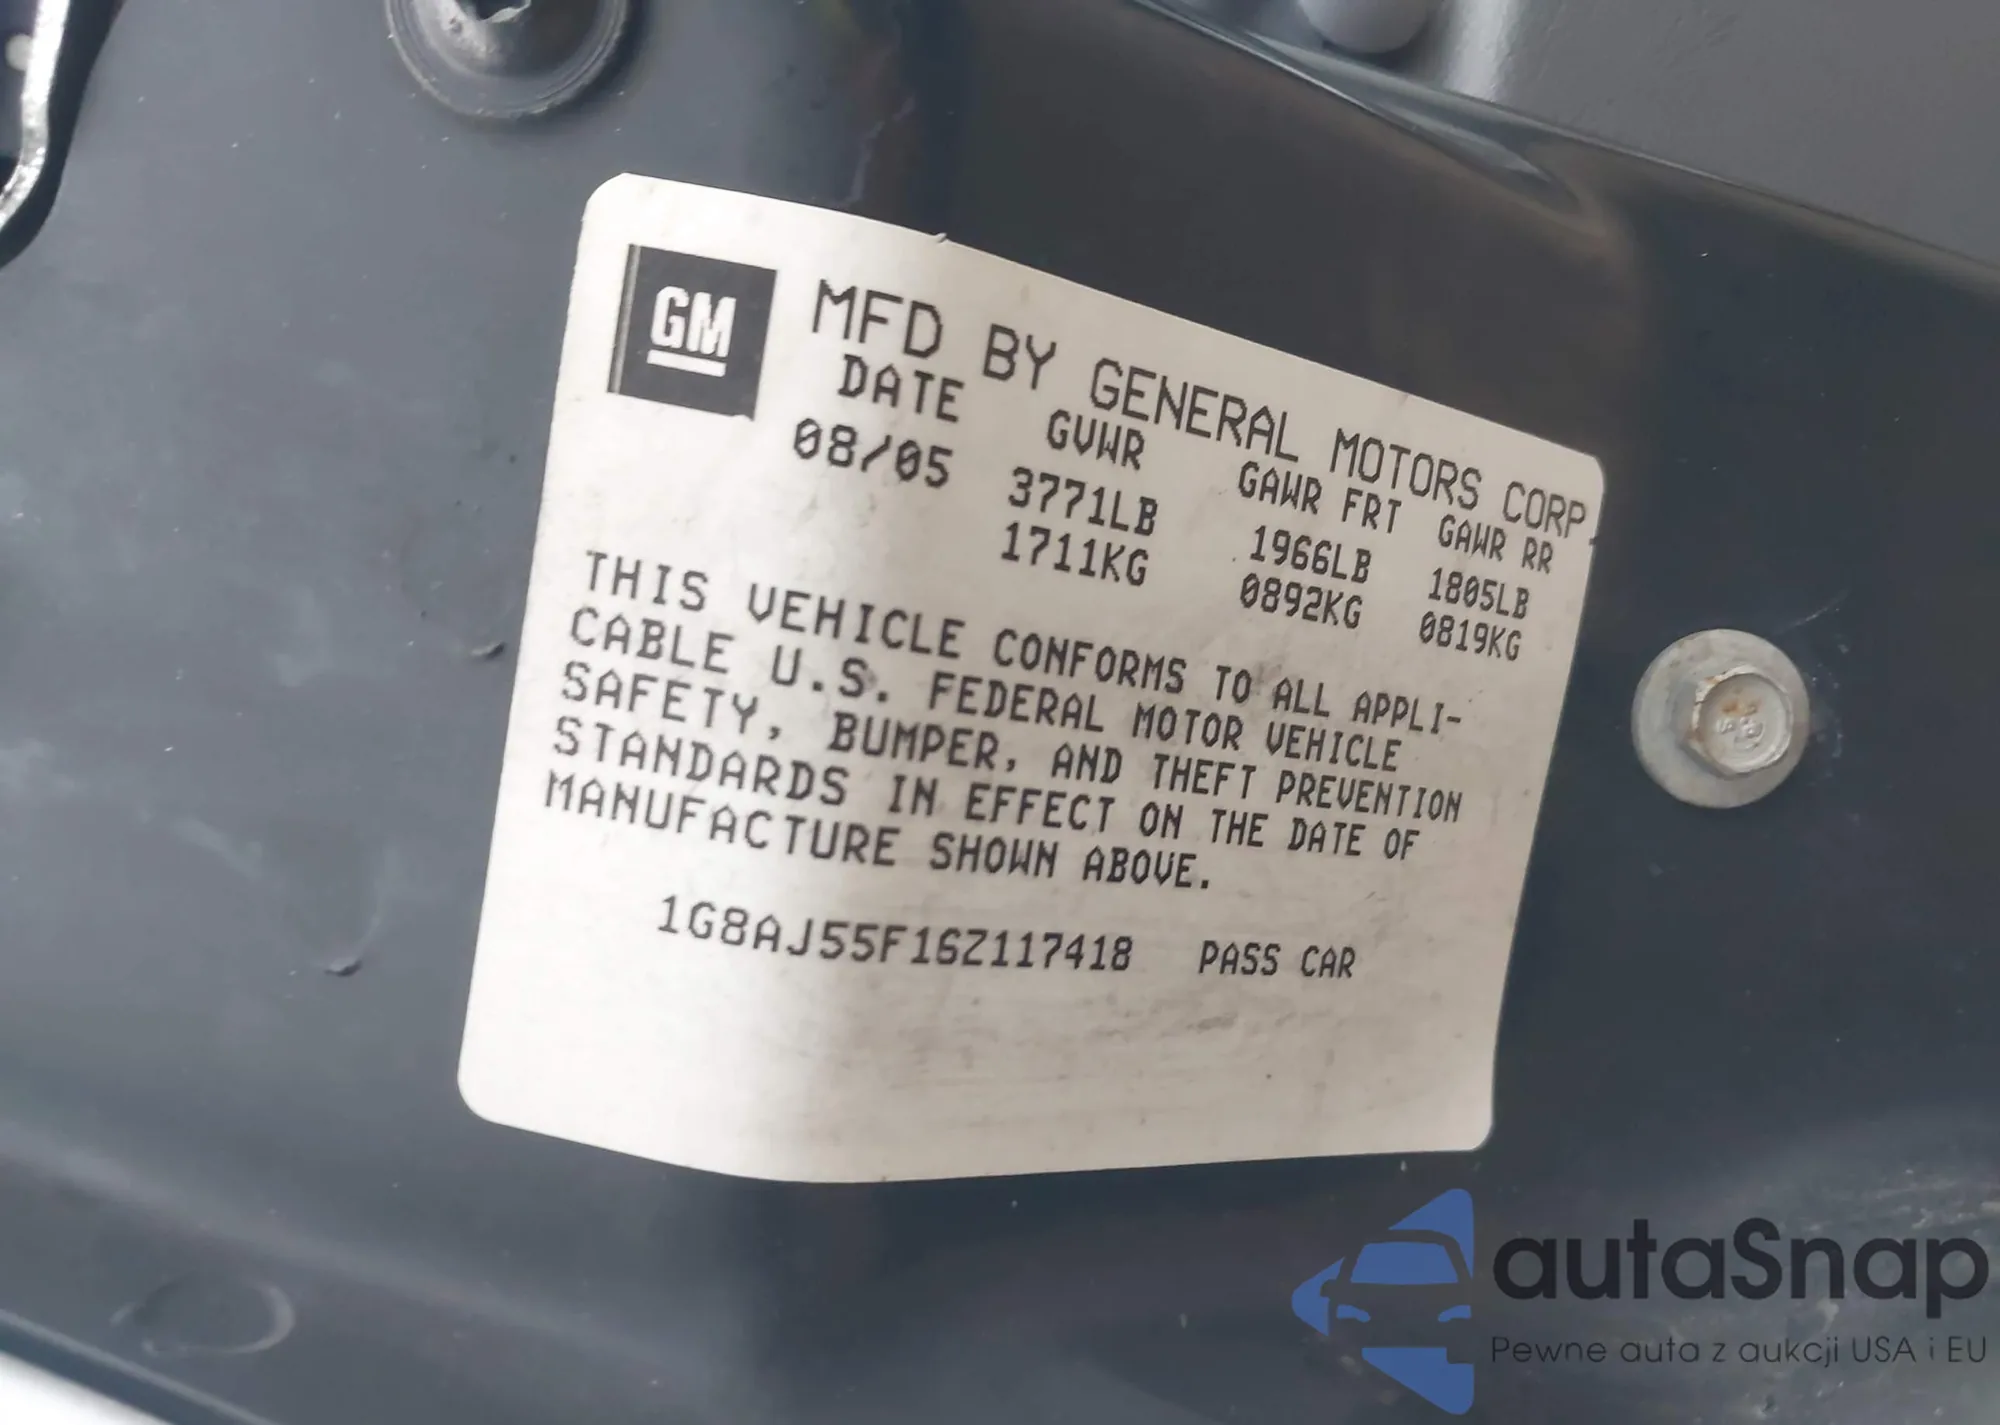 GM
MFD BY GENERAL MOTORS CORP
DATE GVWR GAWR FRT GAWR RR
08/05 3771LB 1966LB 1805LB
1711KG 0892KG 0819KG
THIS VEHICLE CONFORMS TO ALL APPLI-
CABLE U.S. FEDERAL MOTOR VEHICLE
SAFETY, BUMPER, AND THEFT PREVENTION
STANDARDS IN EFFECT ON THE DATE OF
MANUFACTURE SHOWN ABOVE.
1G8AJ55F16Z117418 PASS CAR
autaSnap
Pewne auta z aukcji USA i EU